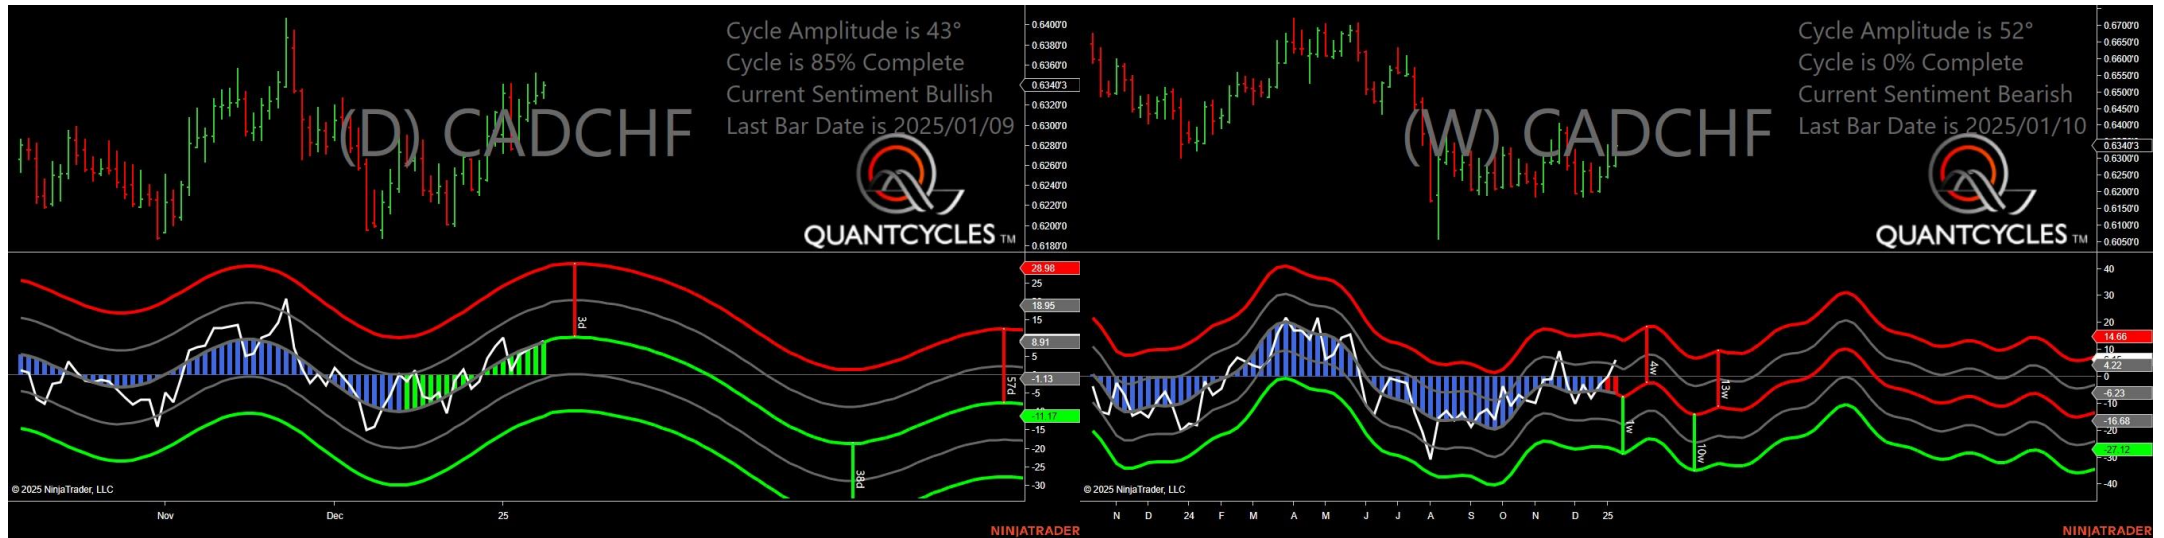 Cycle Amplitude is 43°
Cycle is 85% Complete
Current Sentiment Bullish
Last Bar Date is 2025/01/09
(D) CADCHF
QUANTCYCLES TM
0.6400'0
0.6380'0
0.6360'0
0.6340'3
0.6320'0
0.6300'0
0.6280'0
0.6260'0
0.6240'0
0.6220'0
0.6200'0
0.6180'0
28.98
25
18.95
15
8.91
5
-1.13
-5
-11.17
-15
-20
-25
-30
3d
38d
57d
© 2025 NinjaTrader, LLC
Nov
Dec
25
NINJATRADER
Cycle Amplitude is 52°
Cycle is 0% Complete
Current Sentiment Bearish
Last Bar Date is 2025/01/10
(W) CADCHF
QUANTCYCLES TM
0.6700'0
0.6650'0
0.6600'0
0.6550'0
0.6500'0
0.6450'0
0.6400'0
0.6340'3
0.6300'0
0.6250'0
0.6200'0
0.6150'0
0.6100'0
0.6050'0
40
30
20
14.66
10
4.22
0
-6.23
-10
-16.68
-20
-27.12
-30
-40
1w
4w
10w
13w
© 2025 NinjaTrader, LLC
N D 24 F M A M J J A S O N D 25
NINJATRADER